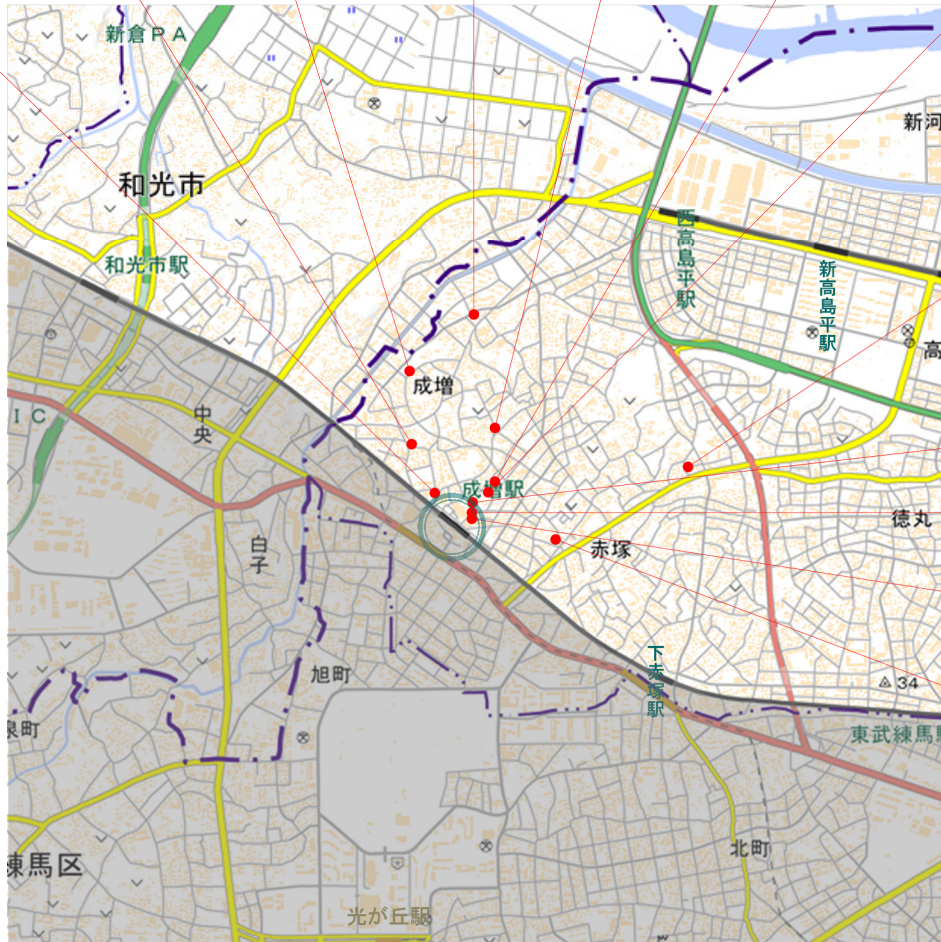 新倉ＰＡ
新河
和光市
西高島平駅
和光市駅
新高島平駅
高
成増
ＩＣ
中央
成増駅
徳丸
白子
赤塚
旭町
下赤塚駅
34
泉町
東武練馬駅
北町
練馬区
光が丘駅